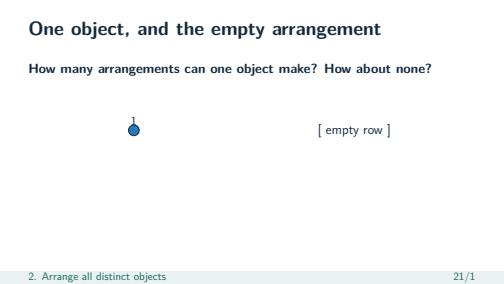 One object, and the empty arrangement
How many arrangements can one object make? How about none?
1
[ empty row ]
2. Arrange all distinct objects
21/1